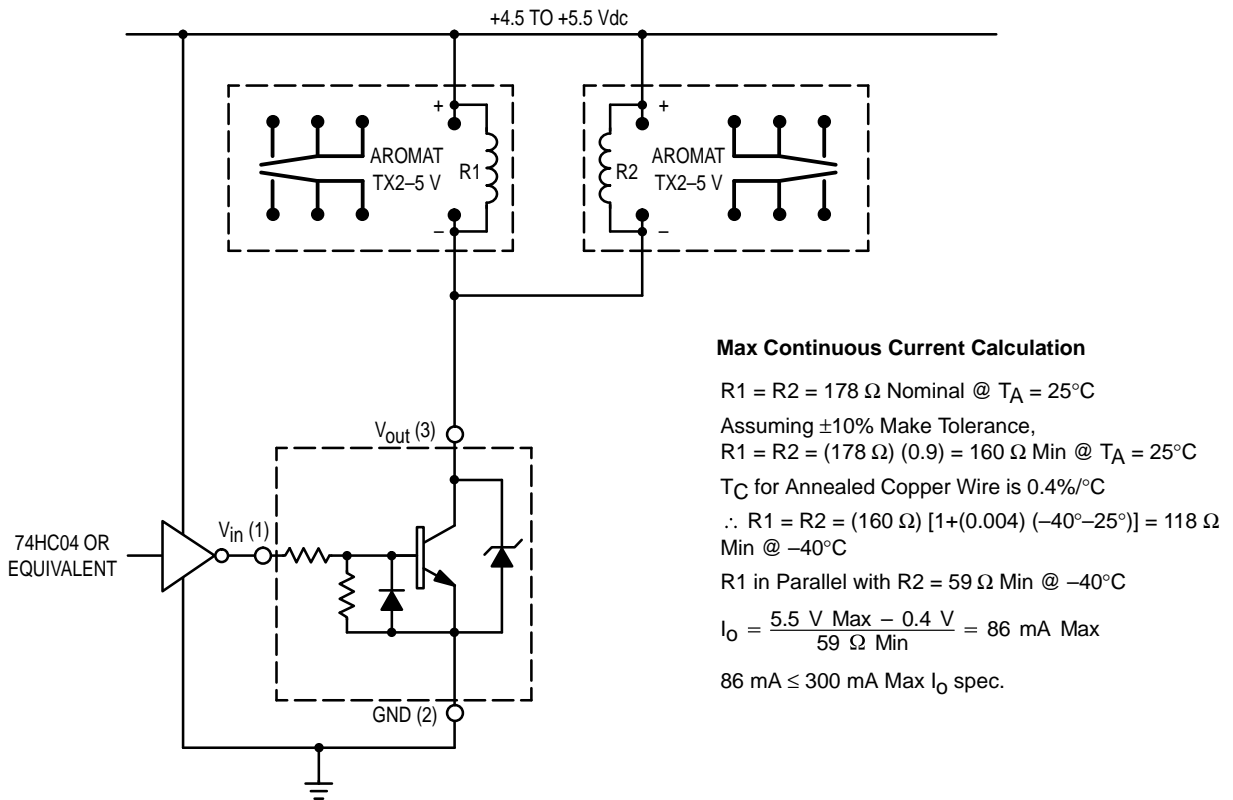 +4.5 TO +5.5 Vdc
+
+
AROMAT
TX2–5 V
R1
R2
AROMAT
TX2–5 V
–
–
Max Continuous Current Calculation
R1 = R2 = 178 Ω Nominal @ TA = 25°C
Assuming ±10% Make Tolerance,
R1 = R2 = (178 Ω) (0.9) = 160 Ω Min @ TA = 25°C
TC for Annealed Copper Wire is 0.4%/°C
∴ R1 = R2 = (160 Ω) [1+(0.004) (–40°–25°)] = 118 Ω
Min @ –40°C
R1 in Parallel with R2 = 59 Ω Min @ –40°C
Io = 5.5 V Max – 0.4 V / 59 Ω Min = 86 mA Max
86 mA ≤ 300 mA Max Io spec.
Vout (3)
Vin (1)
74HC04 OR
EQUIVALENT
GND (2)